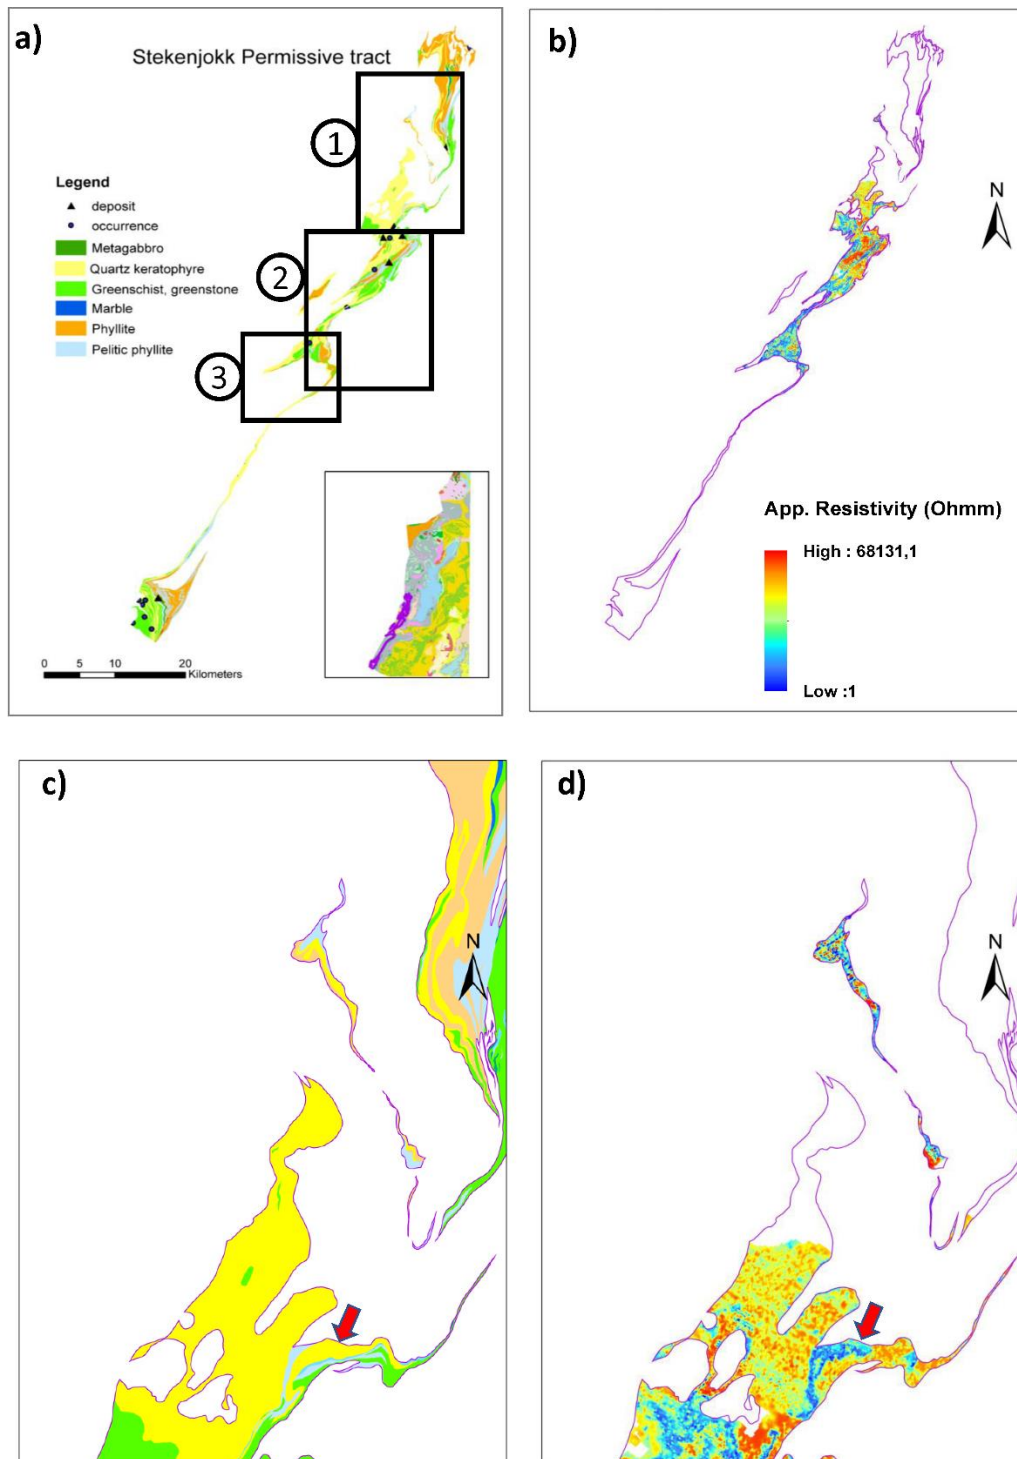 a)
Stekenjokk Permissive tract
1
Legend
deposit
occurrence
Metagabbro
Quartz keratophyre
Greenschist, greenstone
Marble
Phyllite
Pelitic phyllite
2
3
0 5 10 20
Kilometers
b)
N
App. Resistivity (Ohmm)
High : 68131,1
Low :1
c)
N
d)
N